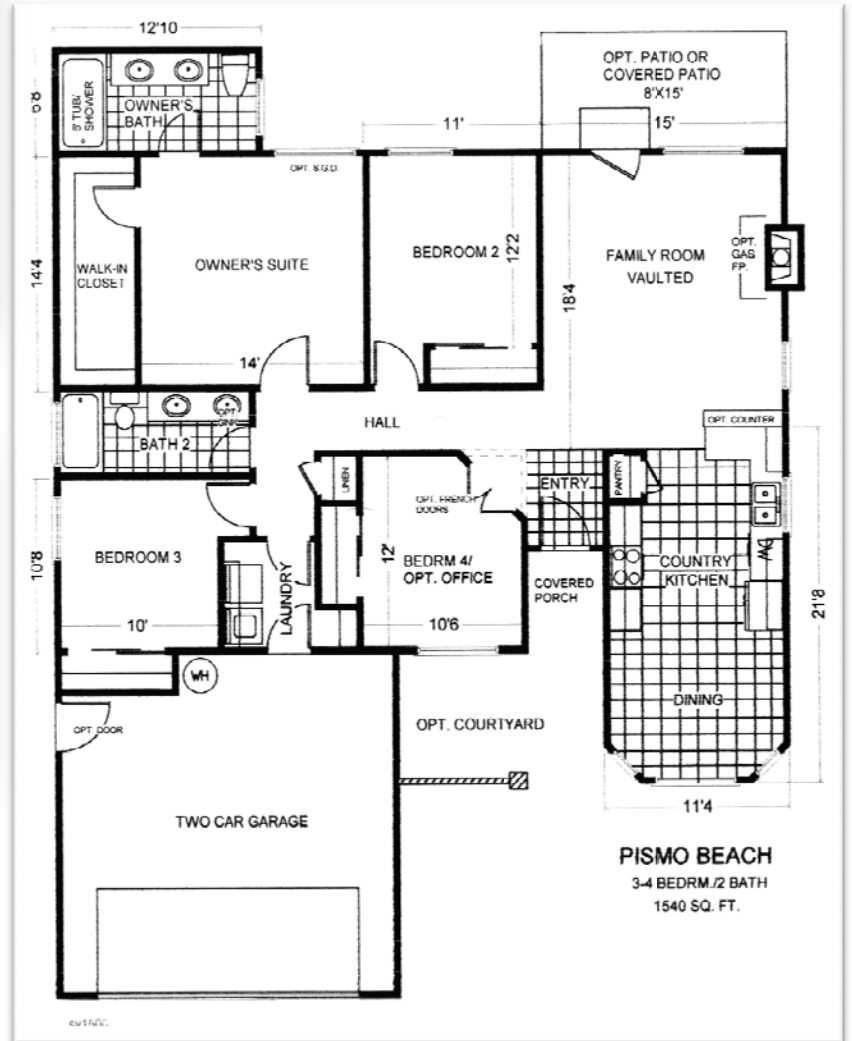 12'10
OPT. PATIO OR
COVERED PATIO
8'X15'
5'8
5' TUB/
SHOWER
OWNER'S
BATH
11'
15'
OPT. S.G.D.
14'4
WALK-IN
CLOSET
OWNER'S SUITE
14'
BEDROOM 2
12'2
FAMILY ROOM
VAULTED
18'4
OPT.
GAS
FP.
OPT.
SINK
BATH 2
HALL
OPT. COUNTER
LINEN
ENTRY
PANTRY
OPT. FRENCH
DOORS
10'8
BEDROOM 3
10'
LAUNDRY
12'
BEDRM 4/
OPT. OFFICE
10'6
COVERED
PORCH
DW
COUNTRY
KITCHEN
21'8
WH
OPT. DOOR
OPT. COURTYARD
DINING
11'4
TWO CAR GARAGE
PISMO BEACH
3-4 BEDRM./2 BATH
1540 SQ. FT.